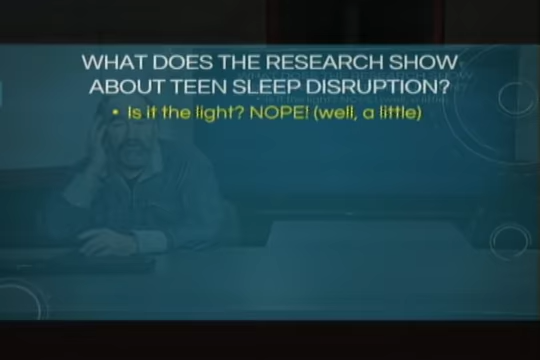 WHAT DOES THE RESEARCH SHOW
ABOUT TEEN SLEEP DISRUPTION?
• Is it the light? NOPE! (well, a little)